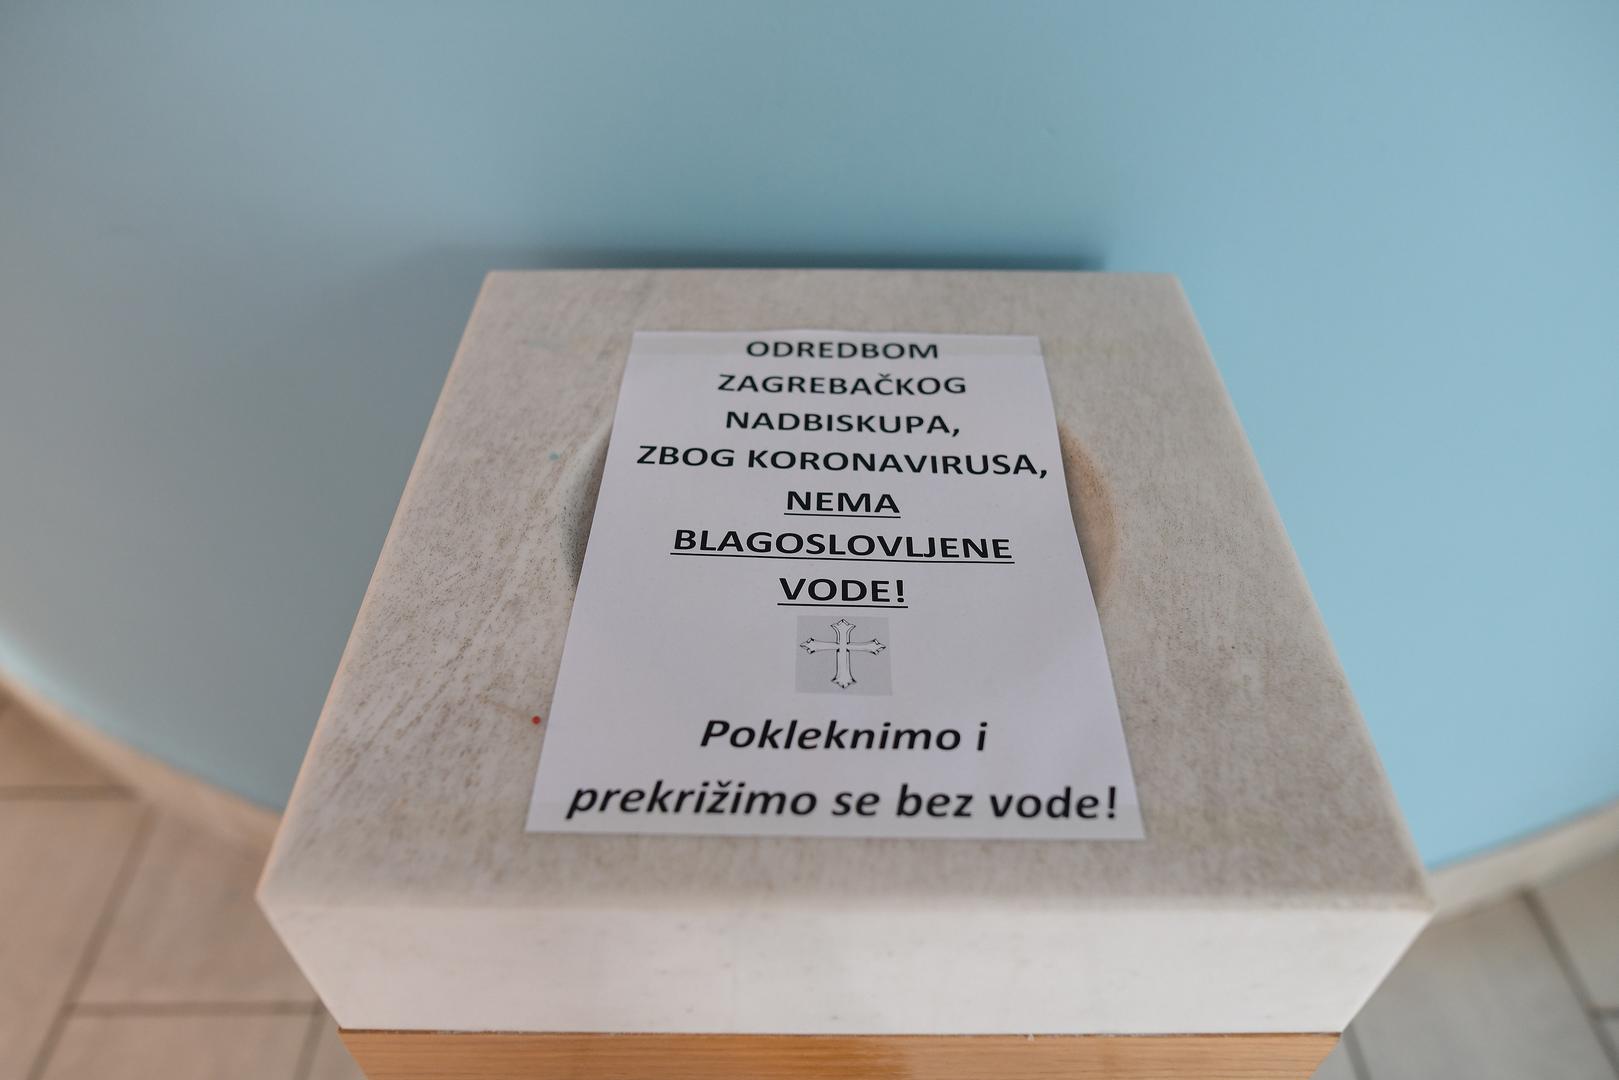 ODREDBOM
ZAGREBAČKOG
NADBISKUPA,
ZBOG KORONAVIRUSA,
NEMA
BLAGOSLOVLJENE
VODE!
Pokleknimo i
prekrižimo se bez vode!